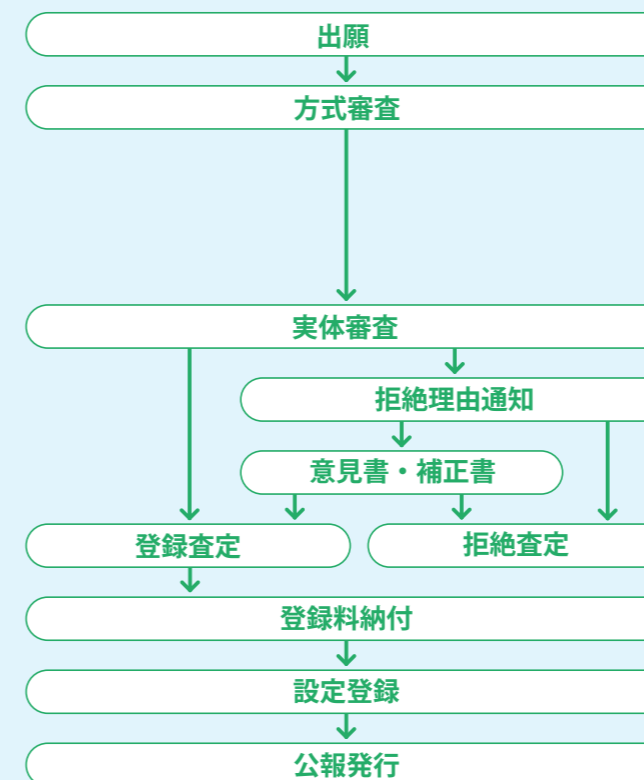 出願
方式審査
実体審査
拒絶理由通知
意見書・補正書
登録査定
拒絶査定
登録料納付
設定登録
公報発行